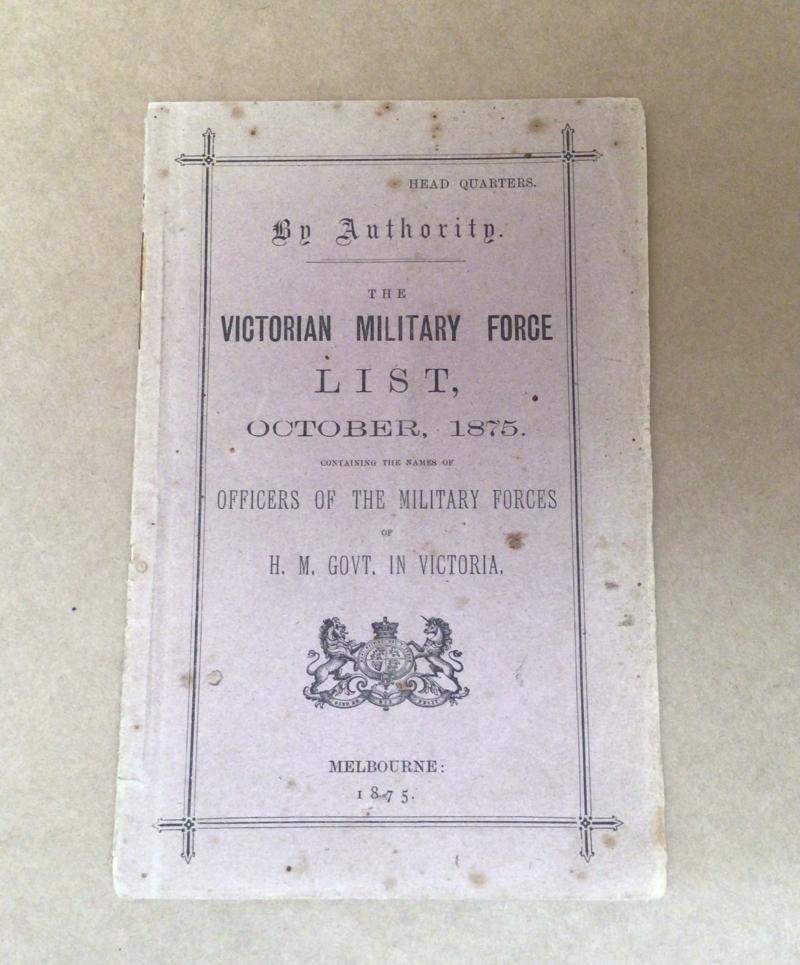 HEAD QUARTERS.
By Authority.
THE
VICTORIAN MILITARY FORCE
LIST,
OCTOBER, 1875.
CONTAINING THE NAMES OF
OFFICERS OF THE MILITARY FORCES
OF
H. M. GOVT. IN VICTORIA.
MELBOURNE:
1875.